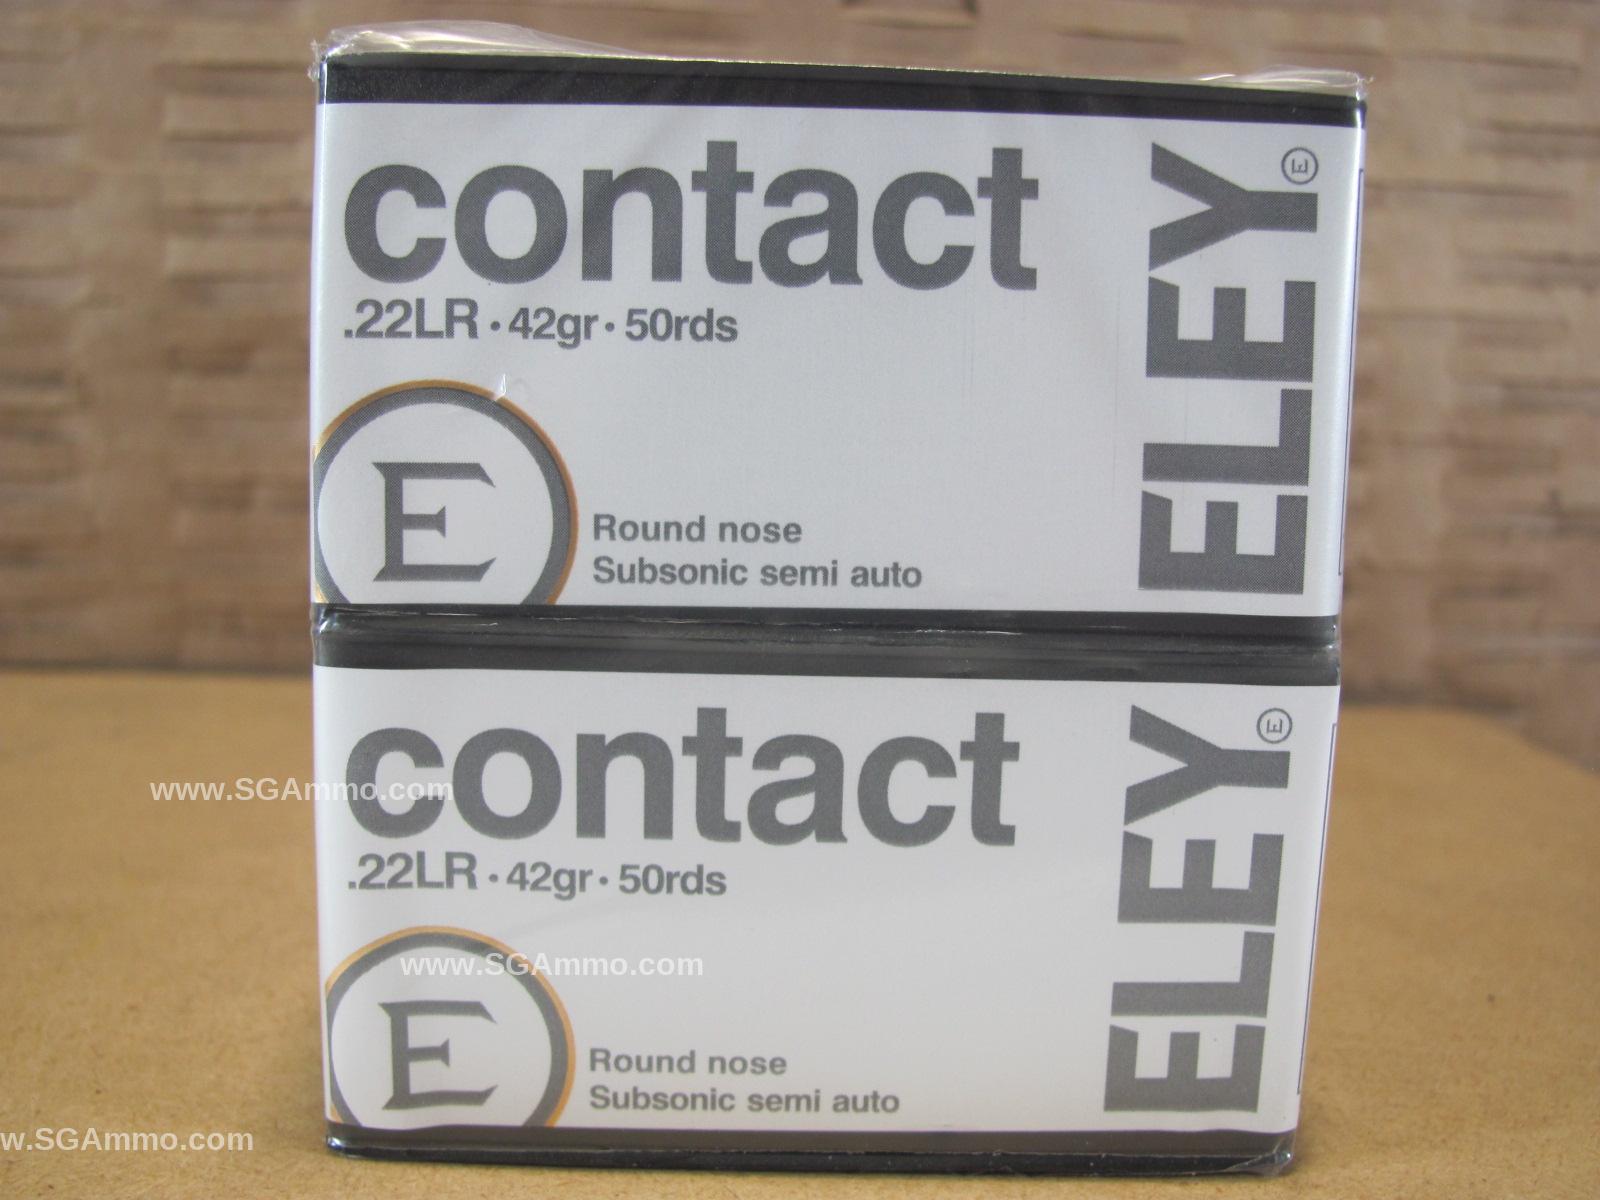 contact
.22LR · 42gr · 50rds
E
Round nose
Subsonic semi auto
ELEY
E
contact
.22LR · 42gr · 50rds
E
Round nose
Subsonic semi auto
ELEY
E
www.SGAmmo.com
www.SGAmmo.com
w.SGAmmo.com